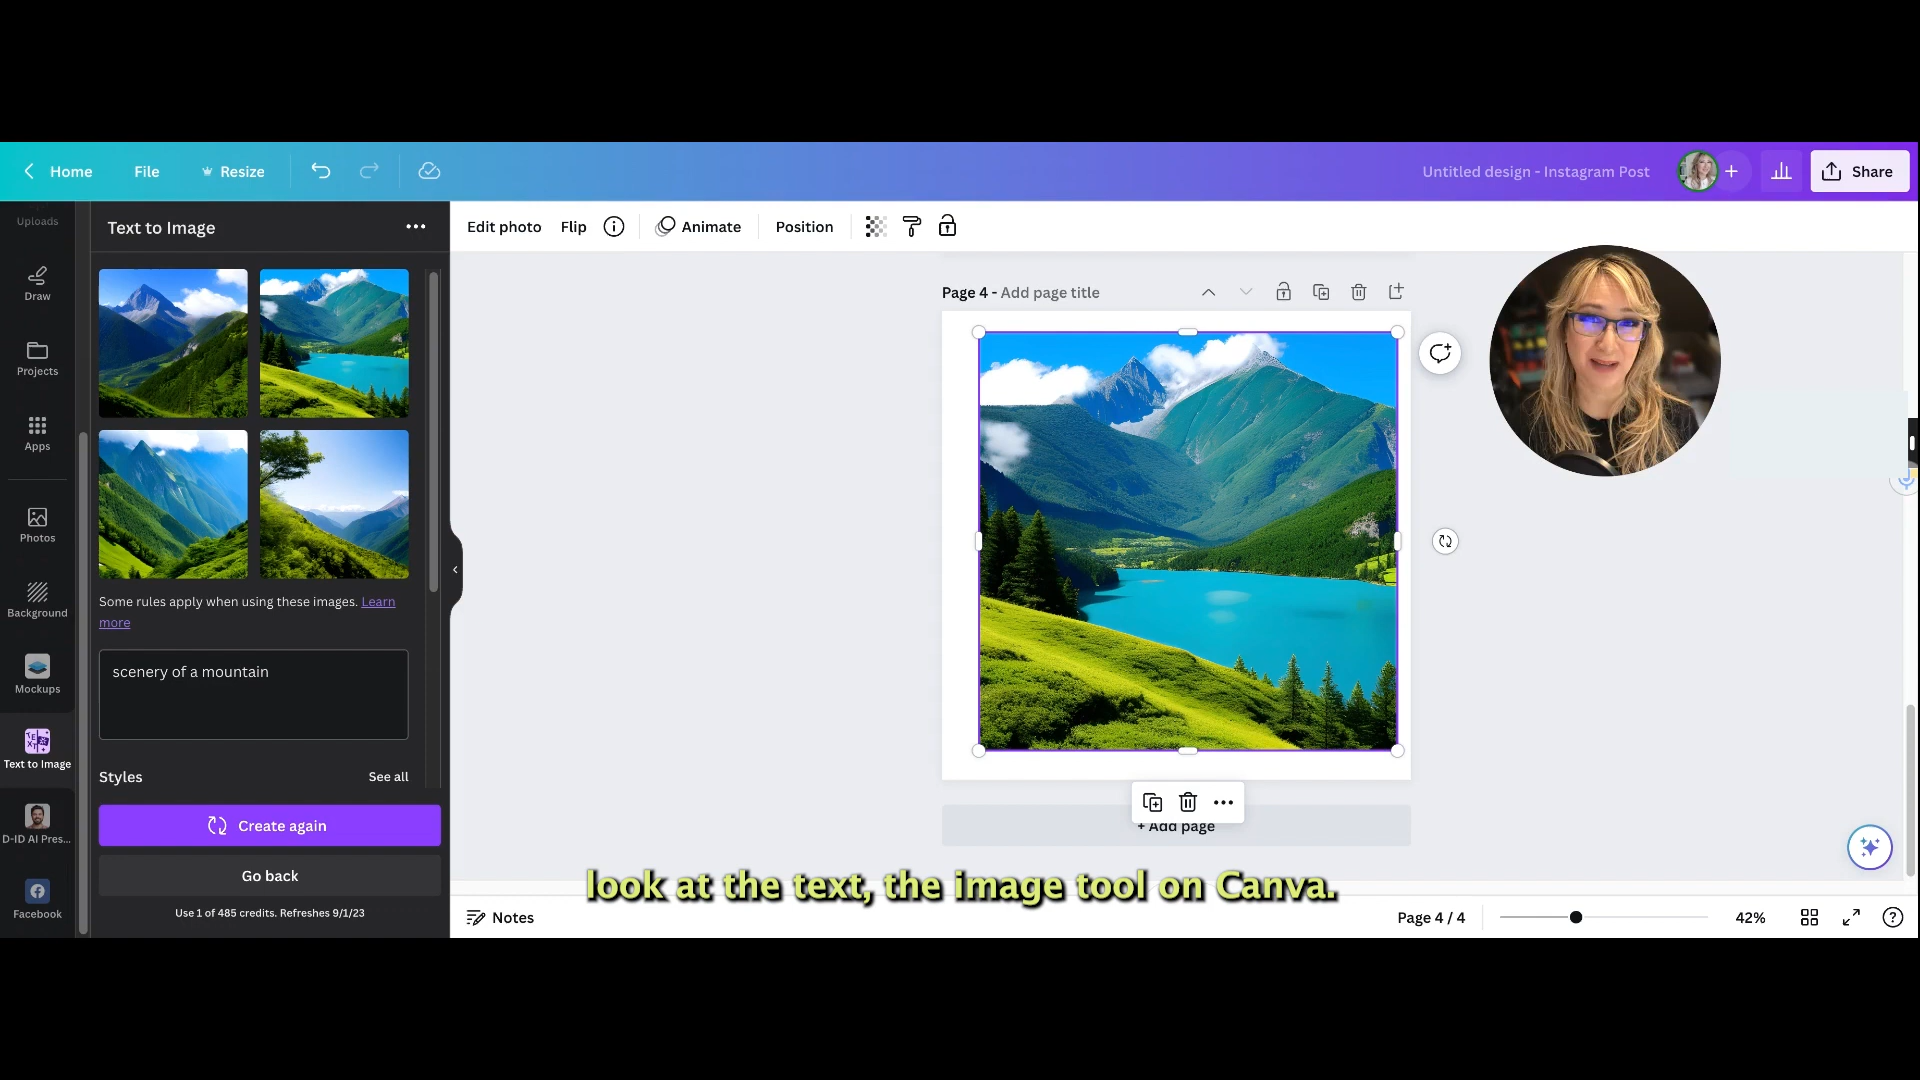 Home
File
Resize
Untitled design - Instagram Post
Share
Uploads
Draw
Projects
Apps
Photos
Background
Mockups
Text to Image
D-ID AI Pres...
Facebook
Text to Image
Some rules apply when using these images. Learn
more
scenery of a mountain
Styles
See all
Create again
Go back
Use 1 of 485 credits. Refreshes 9/1/23
Edit photo
Flip
Animate
Position
Page 4 - Add page title
+ Add page
look at the text, the image tool on Canva.
Notes
Page 4 / 4
42%